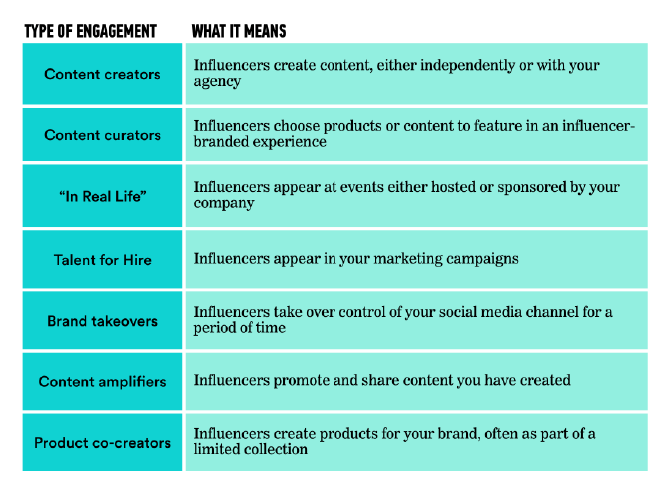 TYPE OF ENGAGEMENT WHAT IT MEANS
Content creators
Influencers create content, either independently or with your
agency
Content curators
Influencers choose products or content to feature in an influencer-
branded experience
“In Real Life”
Influencers appear at events either hosted or sponsored by your
company
Talent for Hire
Influencers appear in your marketing campaigns
Brand takeovers
Influencers take over control of your social media channel for a
period of time
Content amplifiers
Influencers promote and share content you have created
Product co-creators
Influencers create products for your brand, often as part of a
limited collection